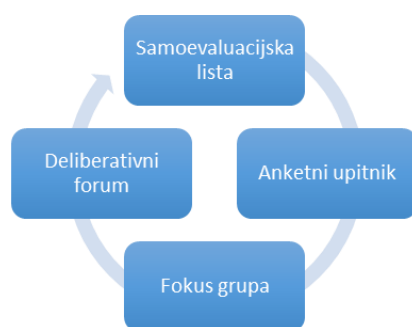 Samoevaluacijska
lista
Anketni upitnik
Fokus grupa
Deliberativni
forum